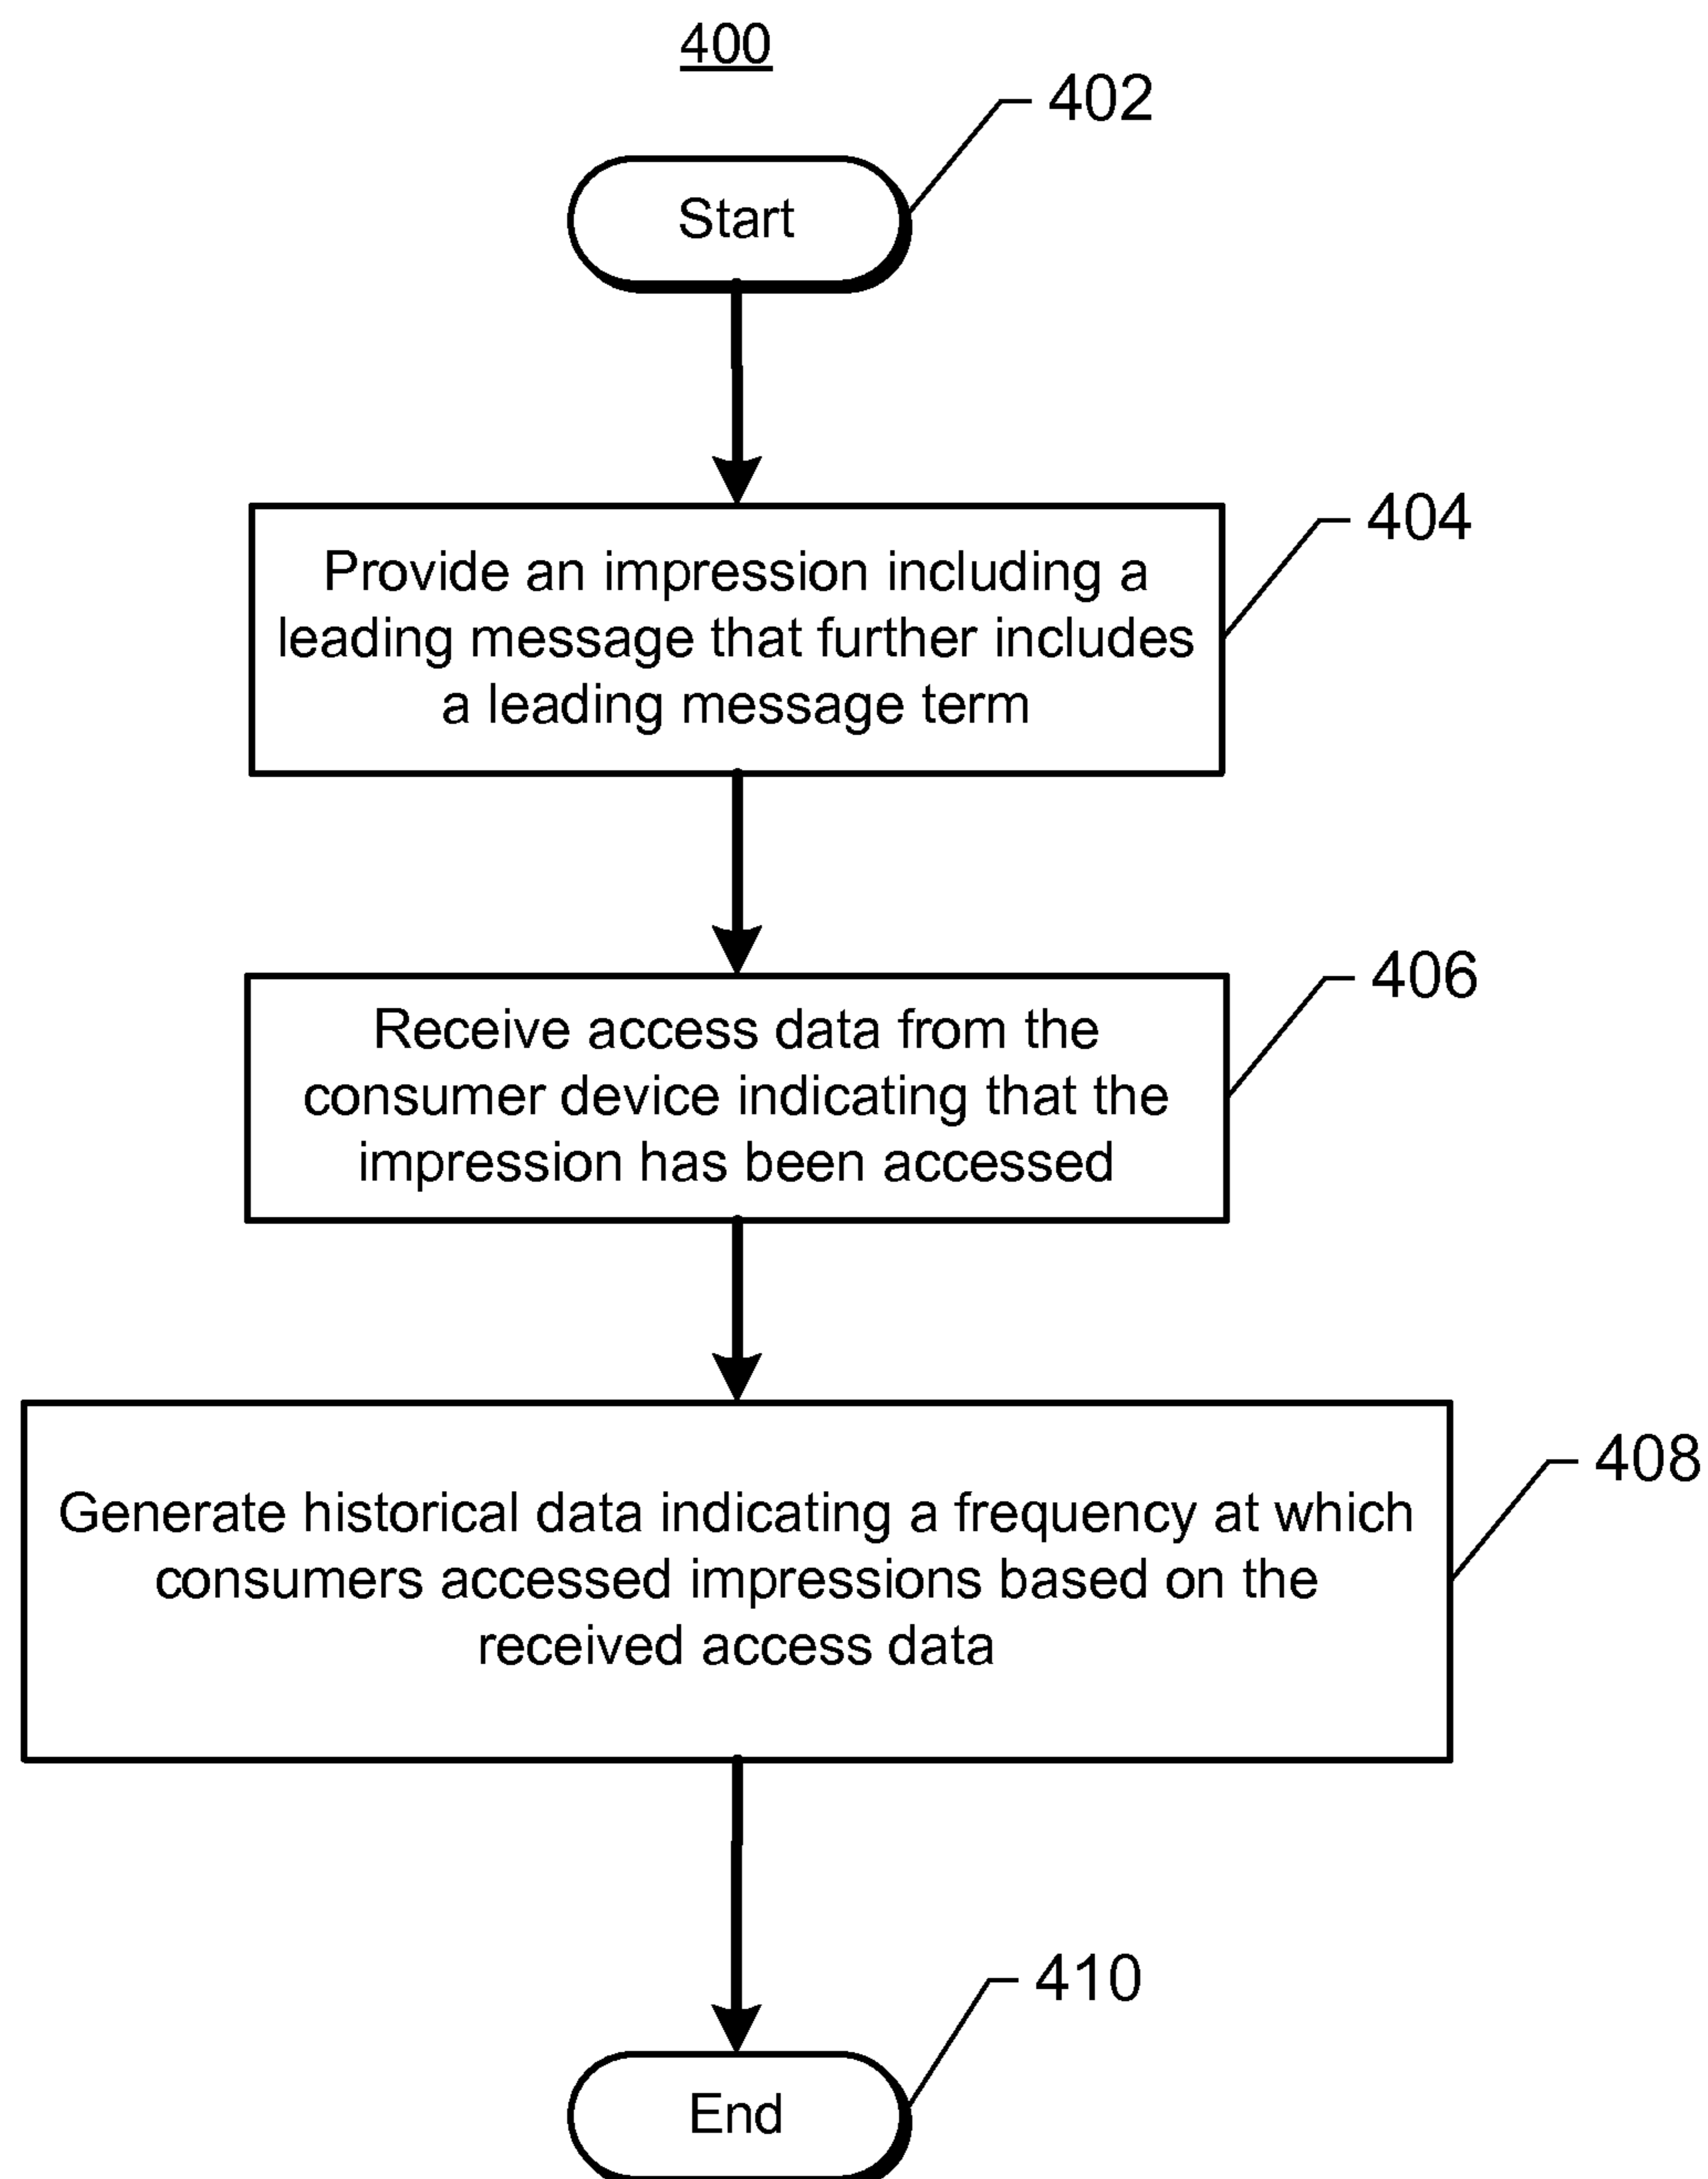 400
402
Start
404
Provide an impression including a
leading message that further includes
a leading message term
406
Receive access data from the
consumer device indicating that the
impression has been accessed
408
Generate historical data indicating a frequency at which
consumers accessed impressions based on the
received access data
410
End